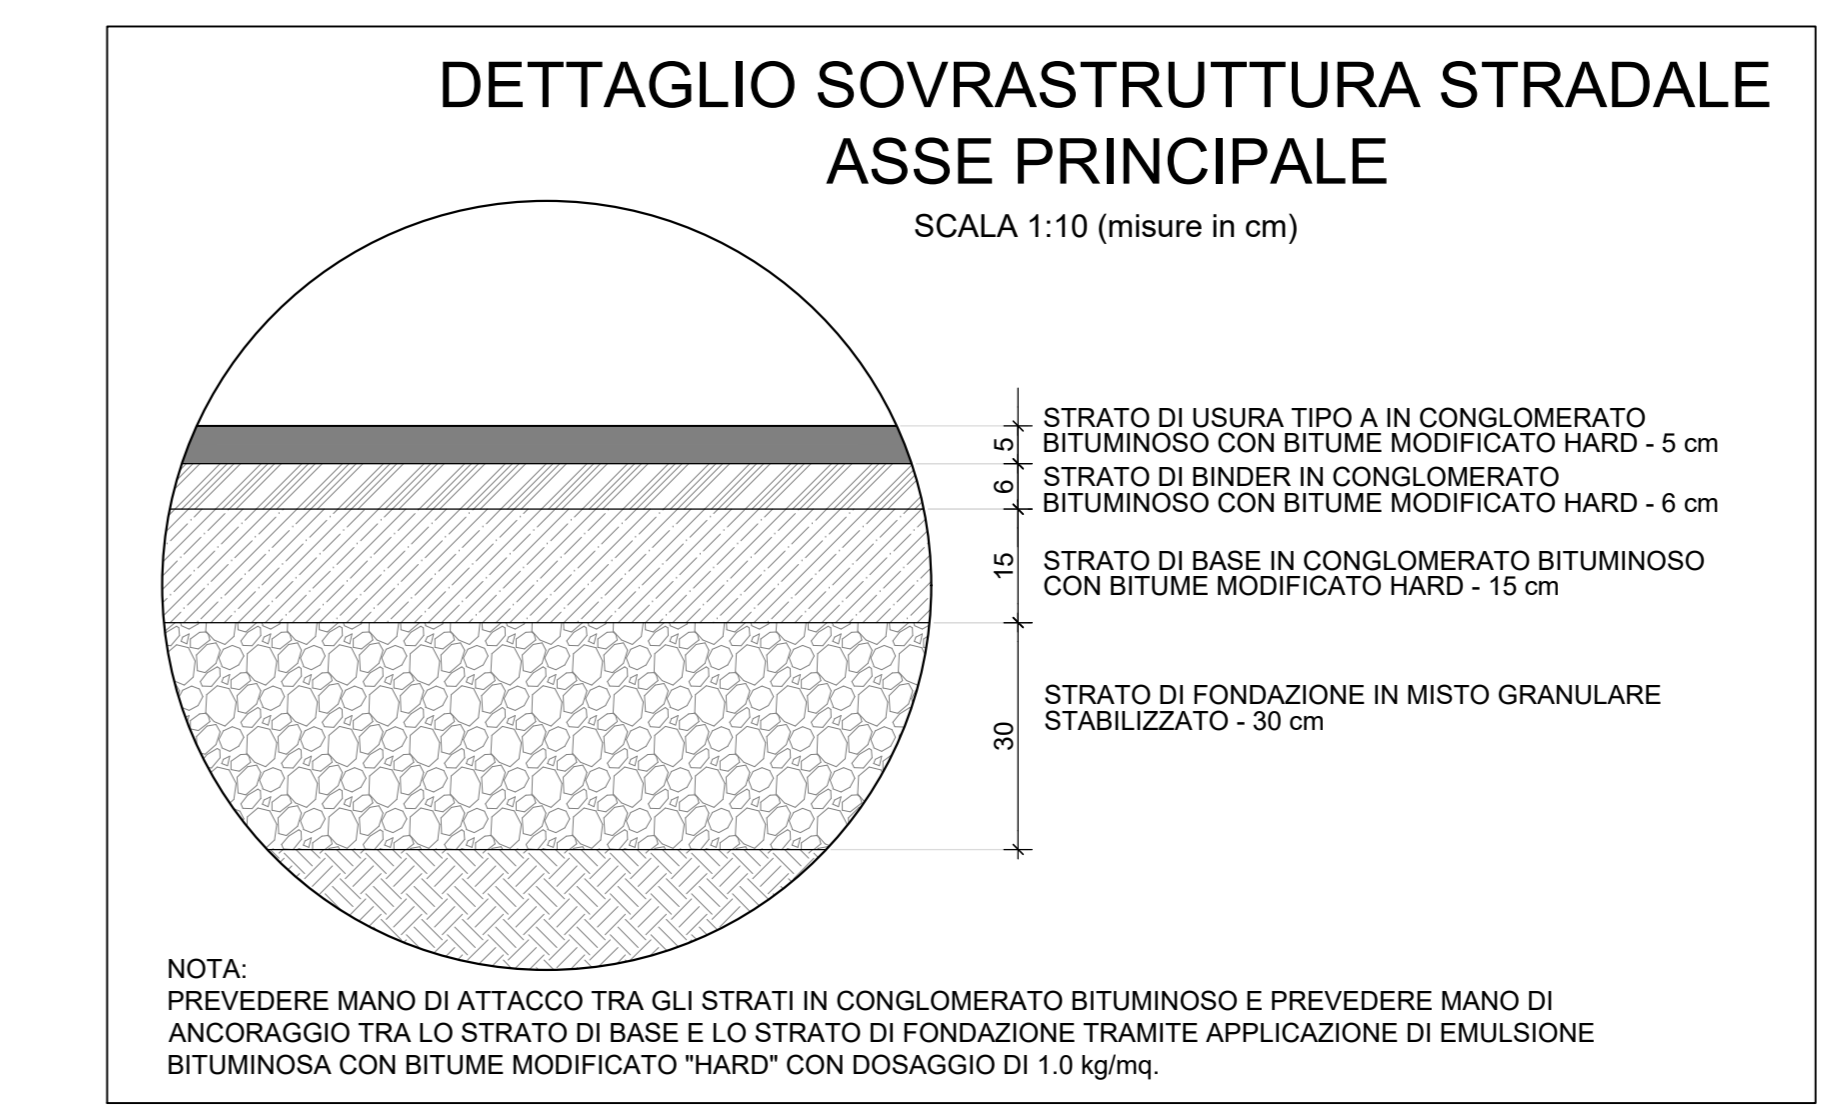 DETTAGLIO SOVRASTRUTTURA STRADALE
ASSE PRINCIPALE
SCALA 1:10 (misure in cm)
5
STRATO DI USURA TIPO A IN CONGLOMERATO
BITUMINOSO CON BITUME MODIFICATO HARD - 5 cm
6
STRATO DI BINDER IN CONGLOMERATO
BITUMINOSO CON BITUME MODIFICATO HARD - 6 cm
15
STRATO DI BASE IN CONGLOMERATO BITUMINOSO
CON BITUME MODIFICATO HARD - 15 cm
30
STRATO DI FONDAZIONE IN MISTO GRANULARE
STABILIZZATO - 30 cm
NOTA:
PREVEDERE MANO DI ATTACCO TRA GLI STRATI IN CONGLOMERATO BITUMINOSO E PREVEDERE MANO DI
ANCORAGGIO TRA LO STRATO DI BASE E LO STRATO DI FONDAZIONE TRAMITE APPLICAZIONE DI EMULSIONE
BITUMINOSA CON BITUME MODIFICATO "HARD" CON DOSAGGIO DI 1.0 kg/mq.